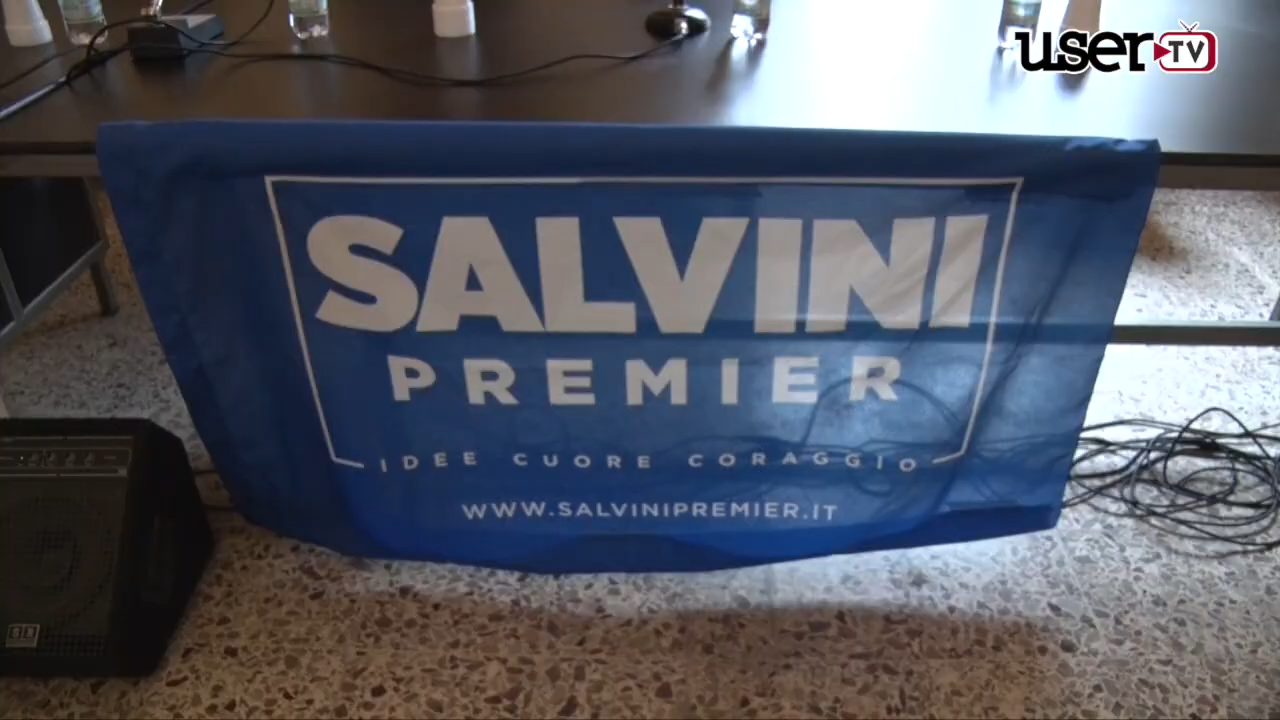 user TV
SALVINI
PREMIER
IDEE CUORE CORAGGIO
WWW.SALVINIPREMIER.IT